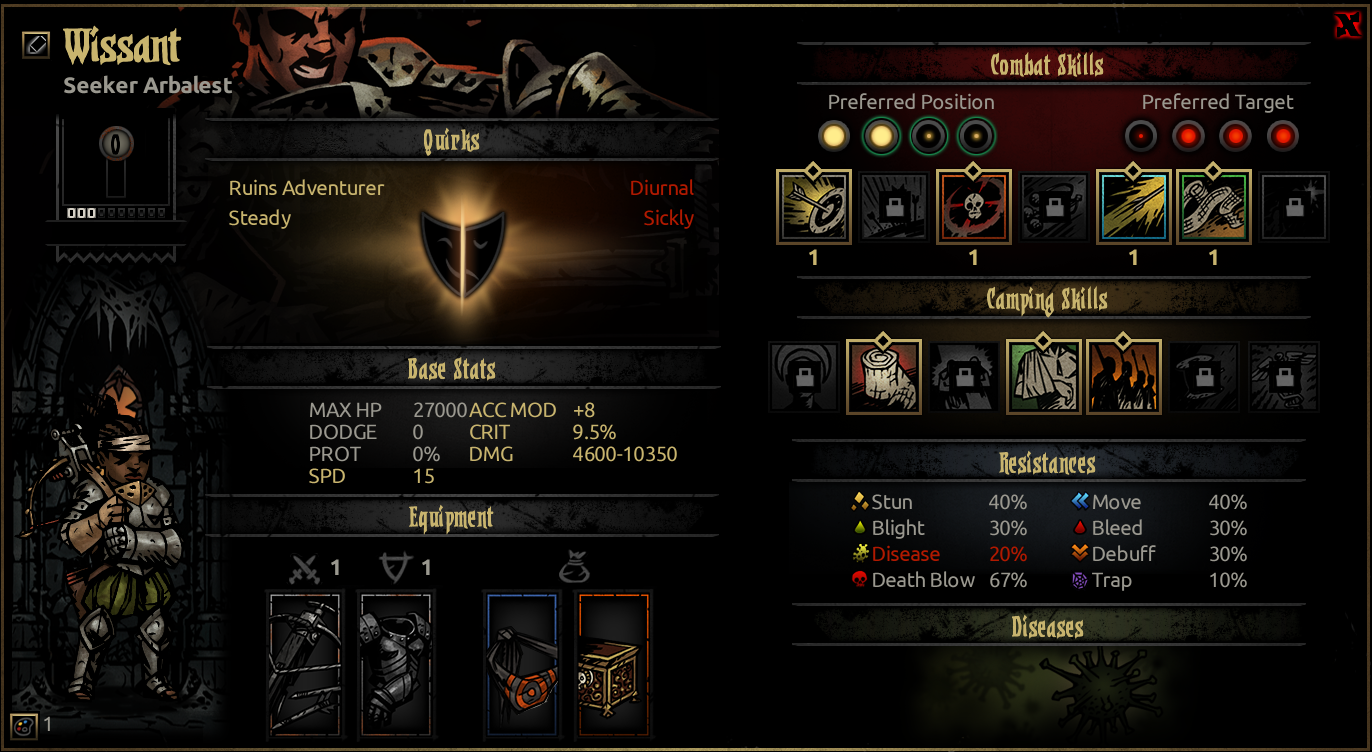 Wissant
Seeker Arbalest
0
Quirks
Ruins Adventurer Diurnal
Steady Sickly
Base Stats
MAX HP 27000 ACC MOD +8
DODGE 0 CRIT 9.5%
PROT 0% DMG 4600-10350
SPD 15
Equipment
1 1
1
Combat Skills
Preferred Position Preferred Target
1 1 1 1
Camping Skills
Resistances
Stun 40% Move 40%
Blight 30% Bleed 30%
Disease 20% Debuff 30%
Death Blow 67% Trap 10%
Diseases